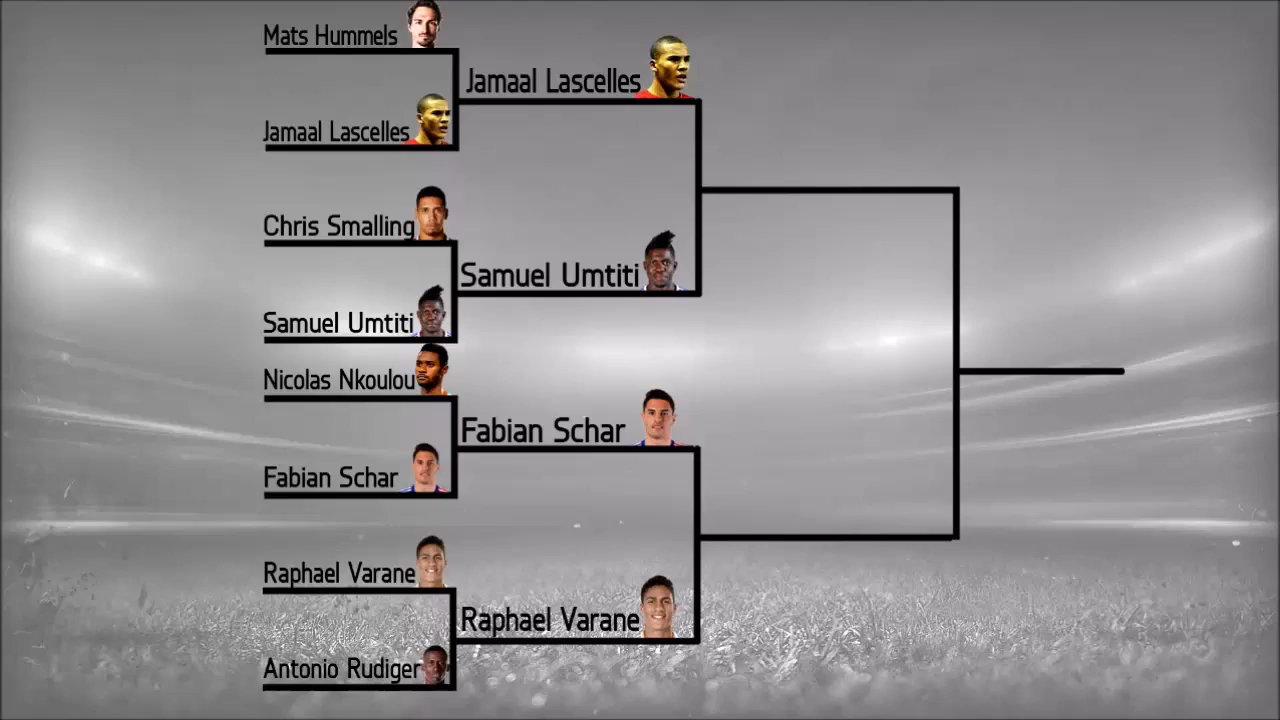 Mats Hummels
Jamaal Lascelles
Jamaal Lascelles
Chris Smalling
Samuel Umtiti
Samuel Umtiti
Nicolas Nkoulou
Fabian Schar
Fabian Schar
Raphael Varane
Raphael Varane
Antonio Rudiger